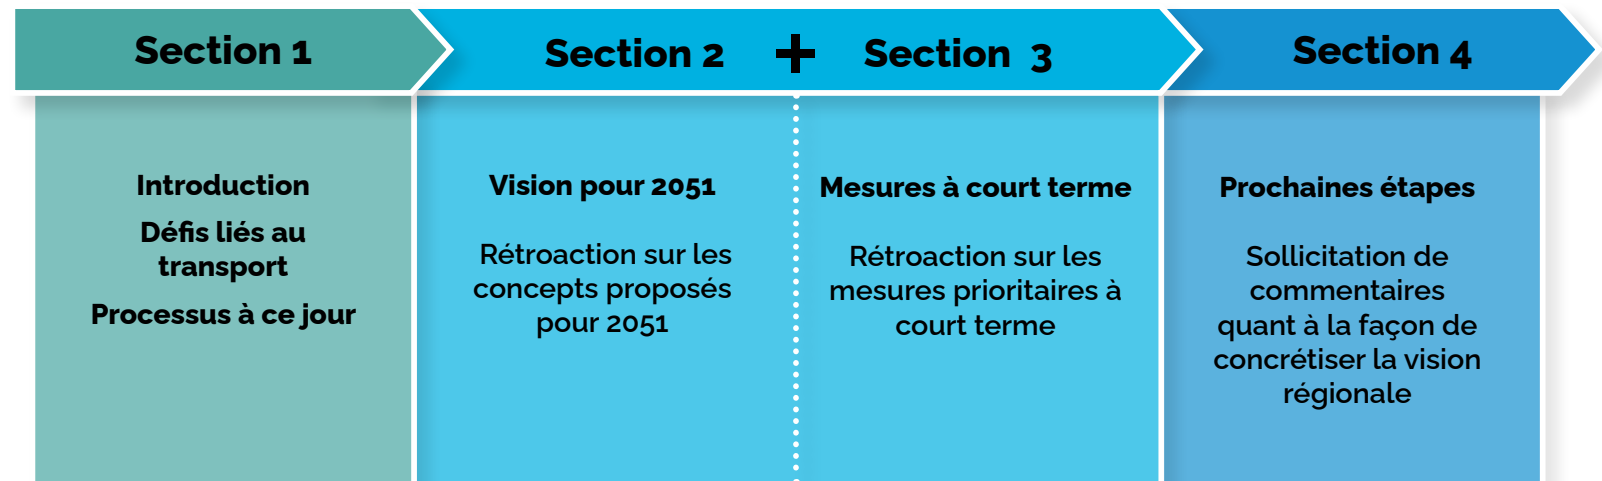 Section 1
Section 2 + Section 3
Section 4
Introduction
Défis liés au
transport
Processus à ce jour
Vision pour 2051
Rétroaction sur les
concepts proposés
pour 2051
Mesures à court terme
Rétroaction sur les
mesures prioritaires à
court terme
Prochaines étapes
Sollicitation de
commentaires
quant à la façon de
concrétiser la vision
régionale